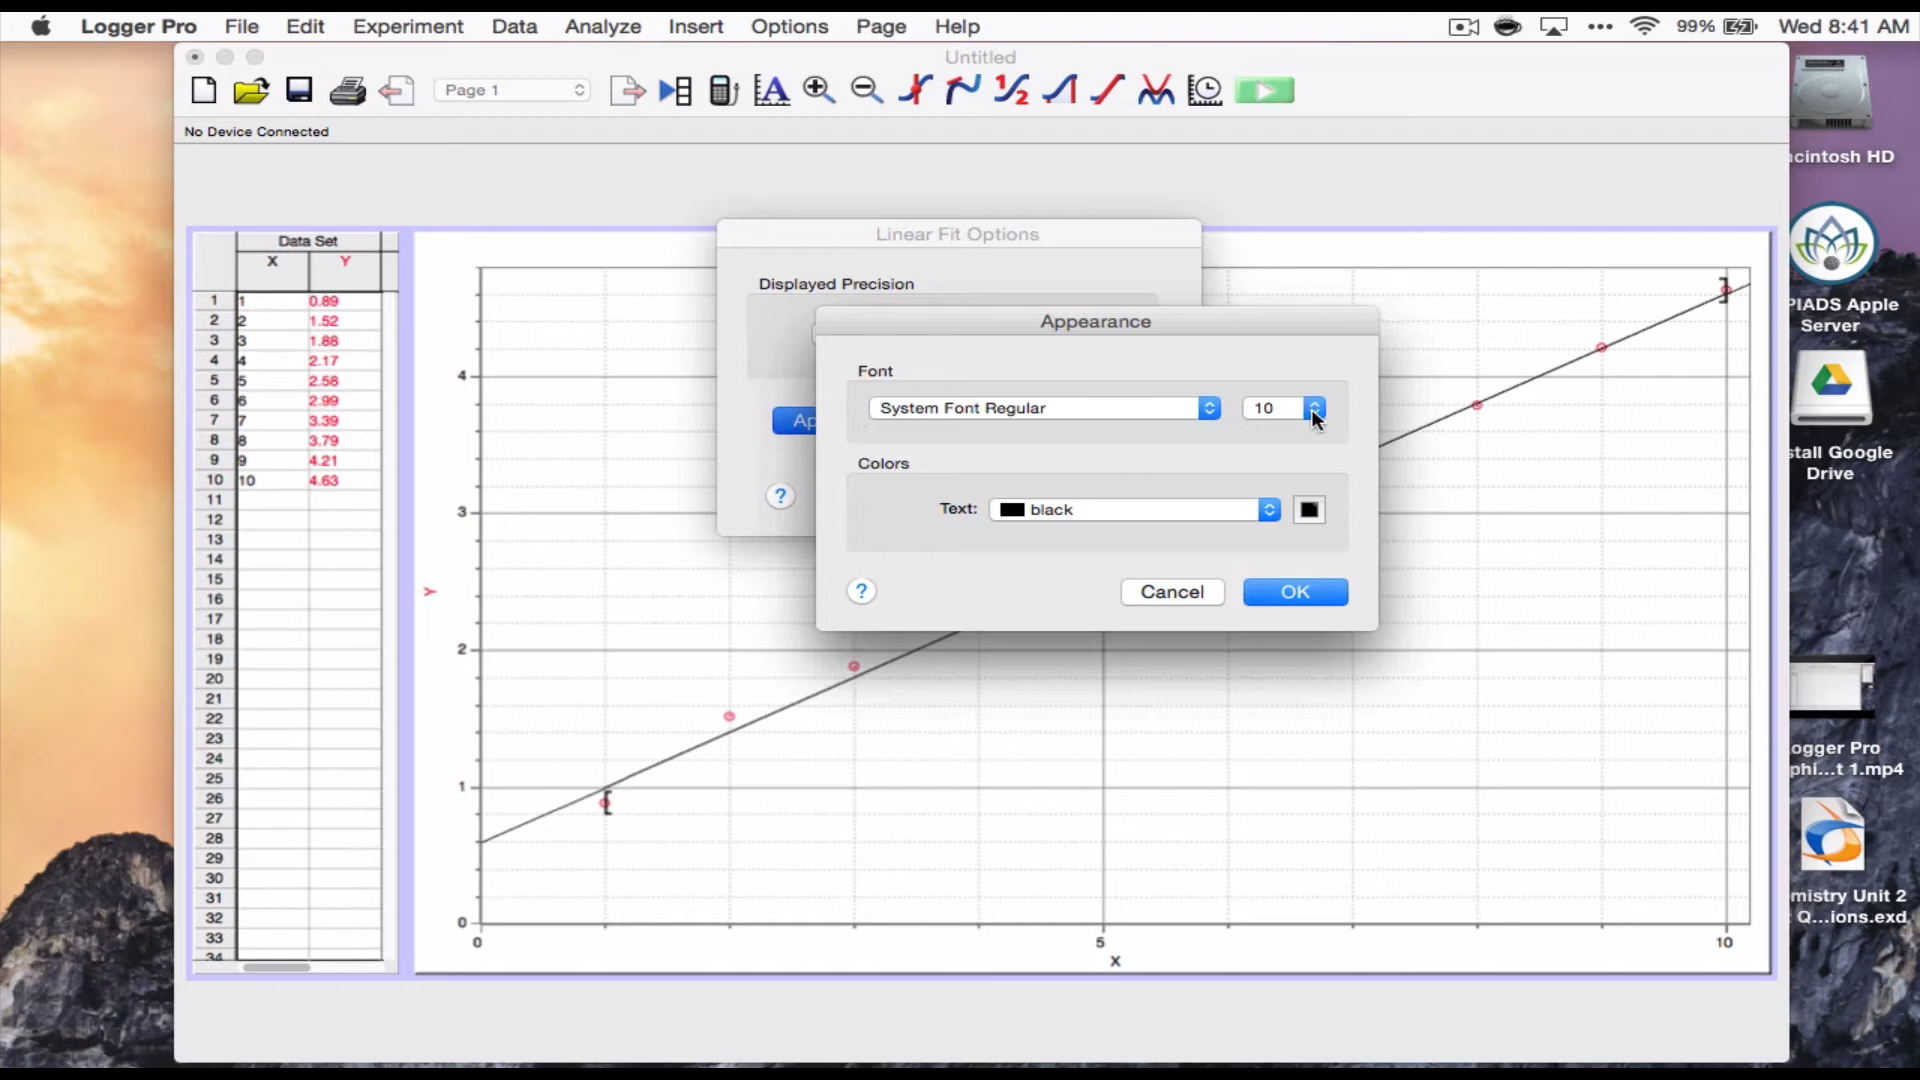 Logger Pro File Edit Experiment Data Analyze Insert Options Page Help 99% Wed 8:41 AM
Untitled
Page 1
No Device Connected
Data Set
X Y
1 1 0.89
2 2 1.52
3 3 1.88
4 4 2.17
5 5 2.58
6 6 2.99
7 7 3.39
8 8 3.79
9 9 4.21
10 10 4.63
11
12
13
14
15
16
17
18
19
20
21
22
23
24
25
26
27
28
29
30
31
32
33
34
Linear Fit Options
Displayed Precision
Ap
?
Appearance
Font
System Font Regular 10
Colors
Text: black
? Cancel OK
4
3
2
1
0
Y
0 5 10
X
cintosh HD
PIADS Apple
Server
stall Google
Drive
ogger Pro
phi...t 1.mp4
mistry Unit 2
Q...ions.exd